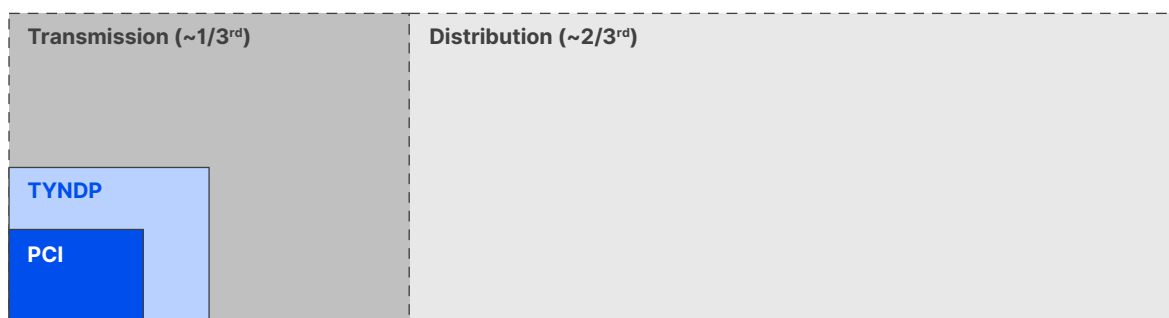 Transmission (~1/3rd)
Distribution (~2/3rd)
TYNDP
PCI